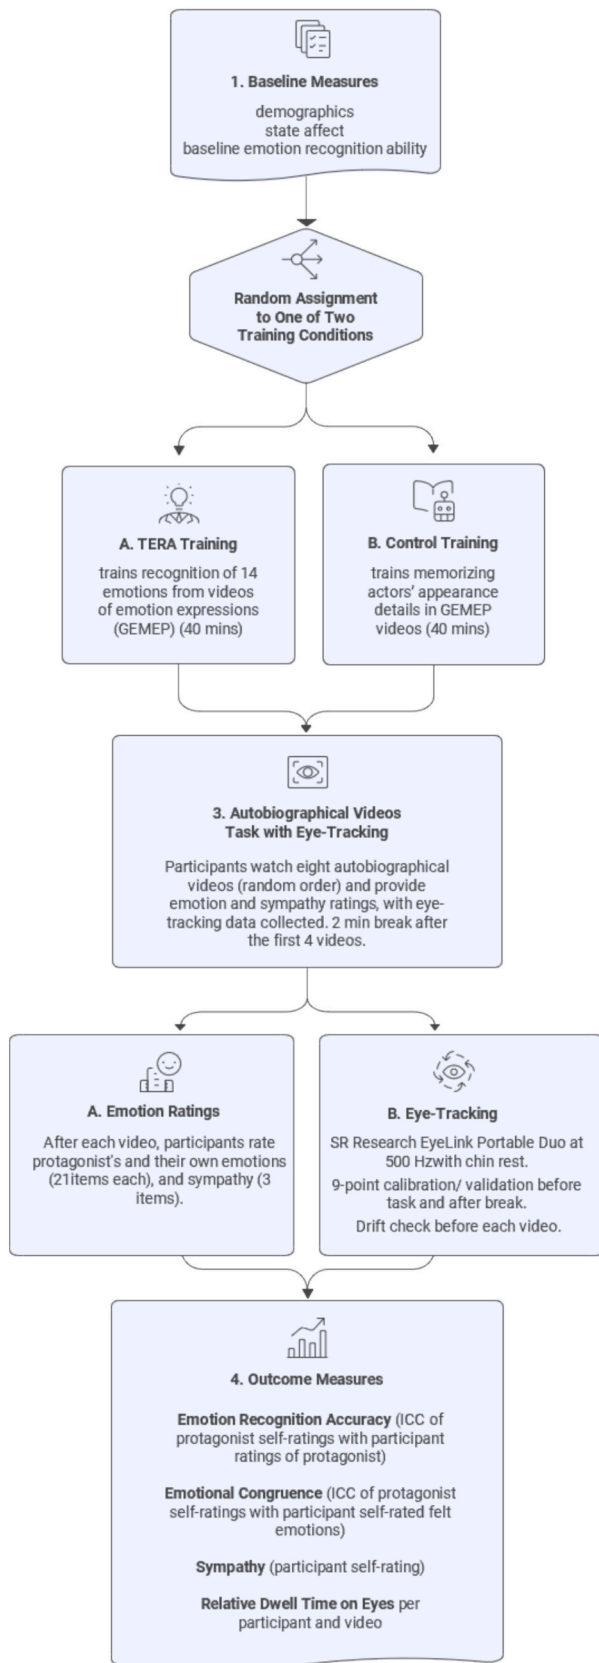 1. Baseline Measures
demographics
state affect
baseline emotion recognition ability
Random Assignment
to One of Two
Training Conditions
A. TERA Training
trains recognition of 14
emotions from videos
of emotion expressions
(GEMEP) (40 mins)
B. Control Training
trains memorizing
actors' appearance
details in GEMEP
videos (40 mins)
3. Autobiographical Videos
Task with Eye-Tracking
Participants watch eight autobiographical
videos (random order) and provide
emotion and sympathy ratings, with eye-
tracking data collected. 2 min break after
the first 4 videos.
A. Emotion Ratings
After each video, participants rate
protagonist's and their own emotions
(21items each), and sympathy (3
items).
B. Eye-Tracking
SR Research EyeLink Portable Duo at
500 Hzwith chin rest.
9-point calibration/ validation before
task and after break.
Drift check before each video.
4. Outcome Measures
Emotion Recognition Accuracy (ICC of
protagonist self-ratings with participant
ratings of protagonist)
Emotional Congruence (ICC of protagonist
self-ratings with participant self-rated felt
emotions)
Sympathy (participant self-rating)
Relative Dwell Time on Eyes per
participant and video